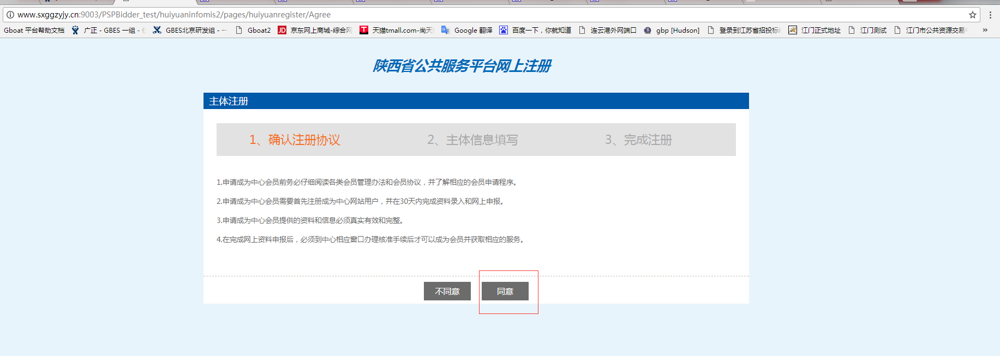 www.sxggzyjy.cn:9003/PSPBidder_test/huiyuaninfomis2/pages/huiyuanregister/Agree
Gboat 平台帮助文档 广正 - GBES 一组 - GBES北京研发组 - 一 Gboat2 京东网上商城-综合网 天猫tmall.com-尚天 Google 翻译 百度一下，你就知道 连云港外网端口 gbp [Hudson] 登录到江苏省招投标 江门正式地址 江门测试 江门市公共资源交易 »
陕西省公共服务平台网上注册
主体注册
1、确认注册协议 2、主体信息填写 3、完成注册
1.申请成为中心会员前务必仔细阅读各类会员管理办法和会员协议，并了解相应的会员申请程序。
2.申请成为中心会员需要首先注册成为中心网站用户，并在30天内完成资料录入和网上申报。
3.申请成为中心会员提供的资料和信息必须真实有效和完整。
4.在完成网上资料申报后，必须到中心相应窗口办理核准手续后才可以成为会员并获取相应的服务。
不同意 同意